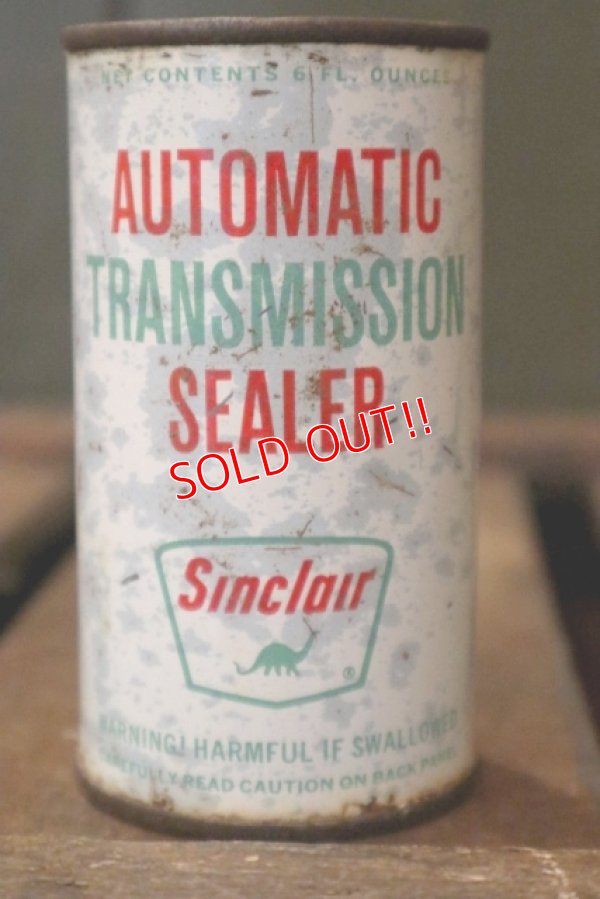 NET CONTENTS 6 FL. OUNCES
AUTOMATIC
TRANSMISSION
SEALER
SOLD OUT!!
Sinclair
®
WARNING! HARMFUL IF SWALLOWED
CAREFULLY READ CAUTION ON BACK PANEL